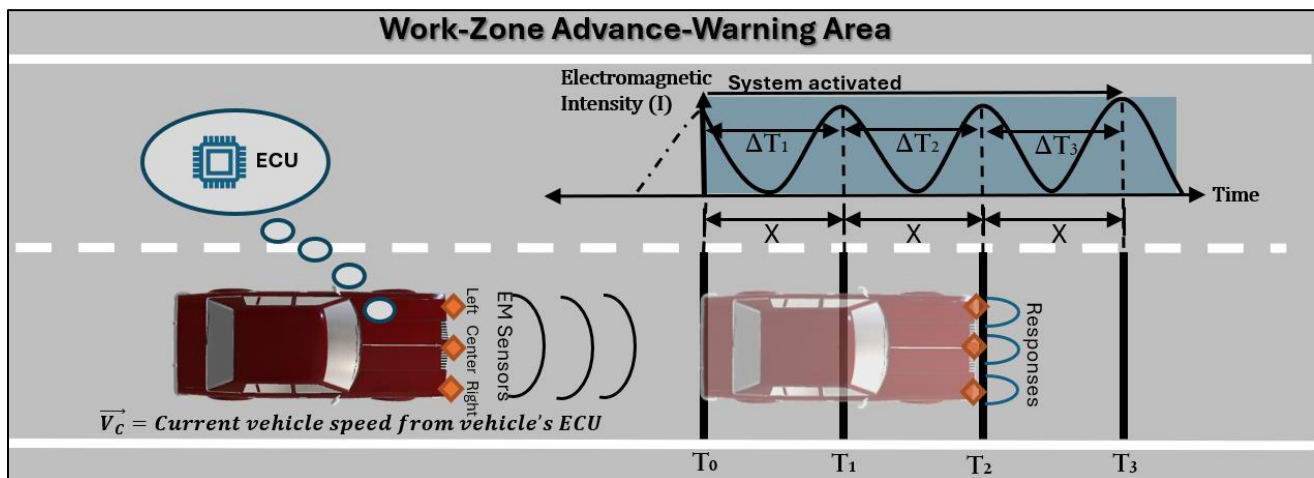 Work-Zone Advance-Warning Area
Electromagnetic
Intensity (I)
System activated
ΔT₁
ΔT₂
ΔT₃
Time
X
X
X
ECU
Left
Center
Right
EM Sensors
Responses
V_C = Current vehicle speed from vehicle's ECU
T₀
T₁
T₂
T₃